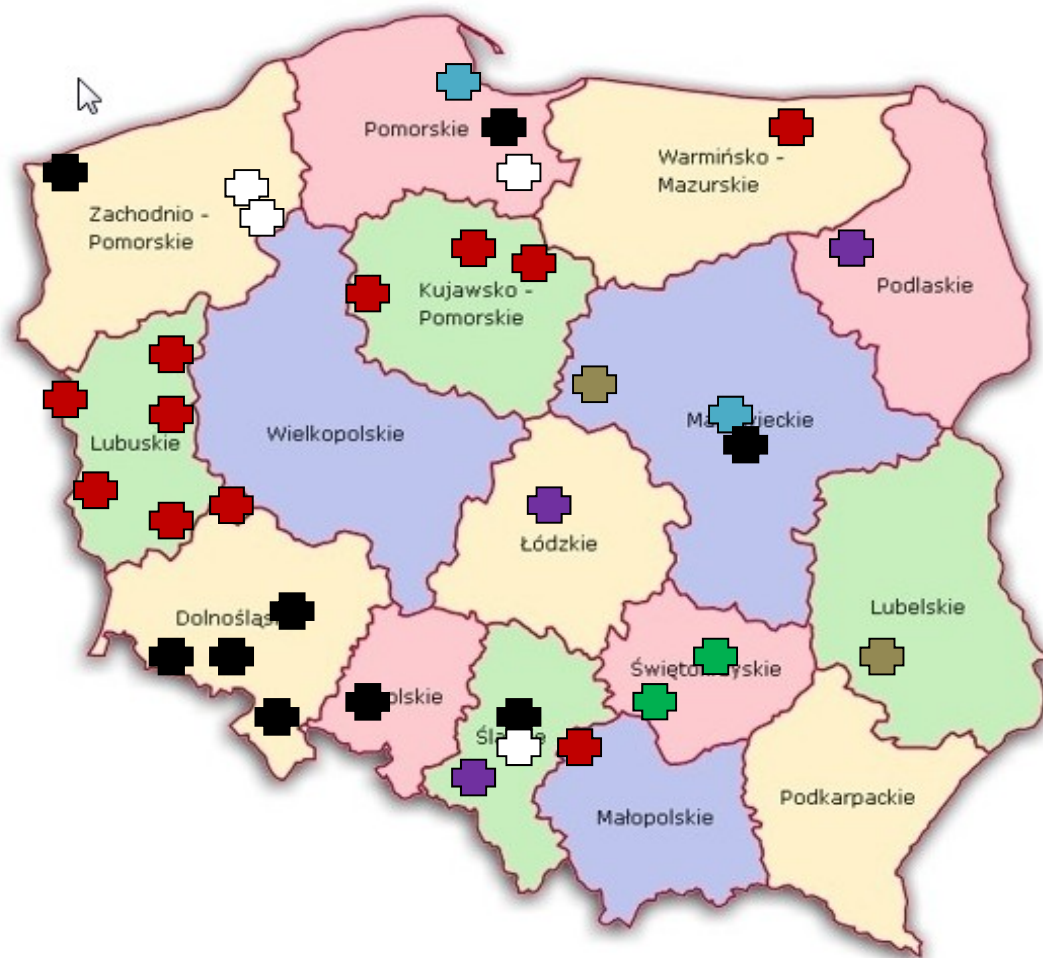 Pomorskie
Warmińsko -
Mazurskie
Zachodnio -
Pomorskie
Podlaskie
Kujawsko -
Pomorskie
Wielkopolskie
Lubuskie
Łódzkie
Lubelskie
Podkarpackie
Małopolskie